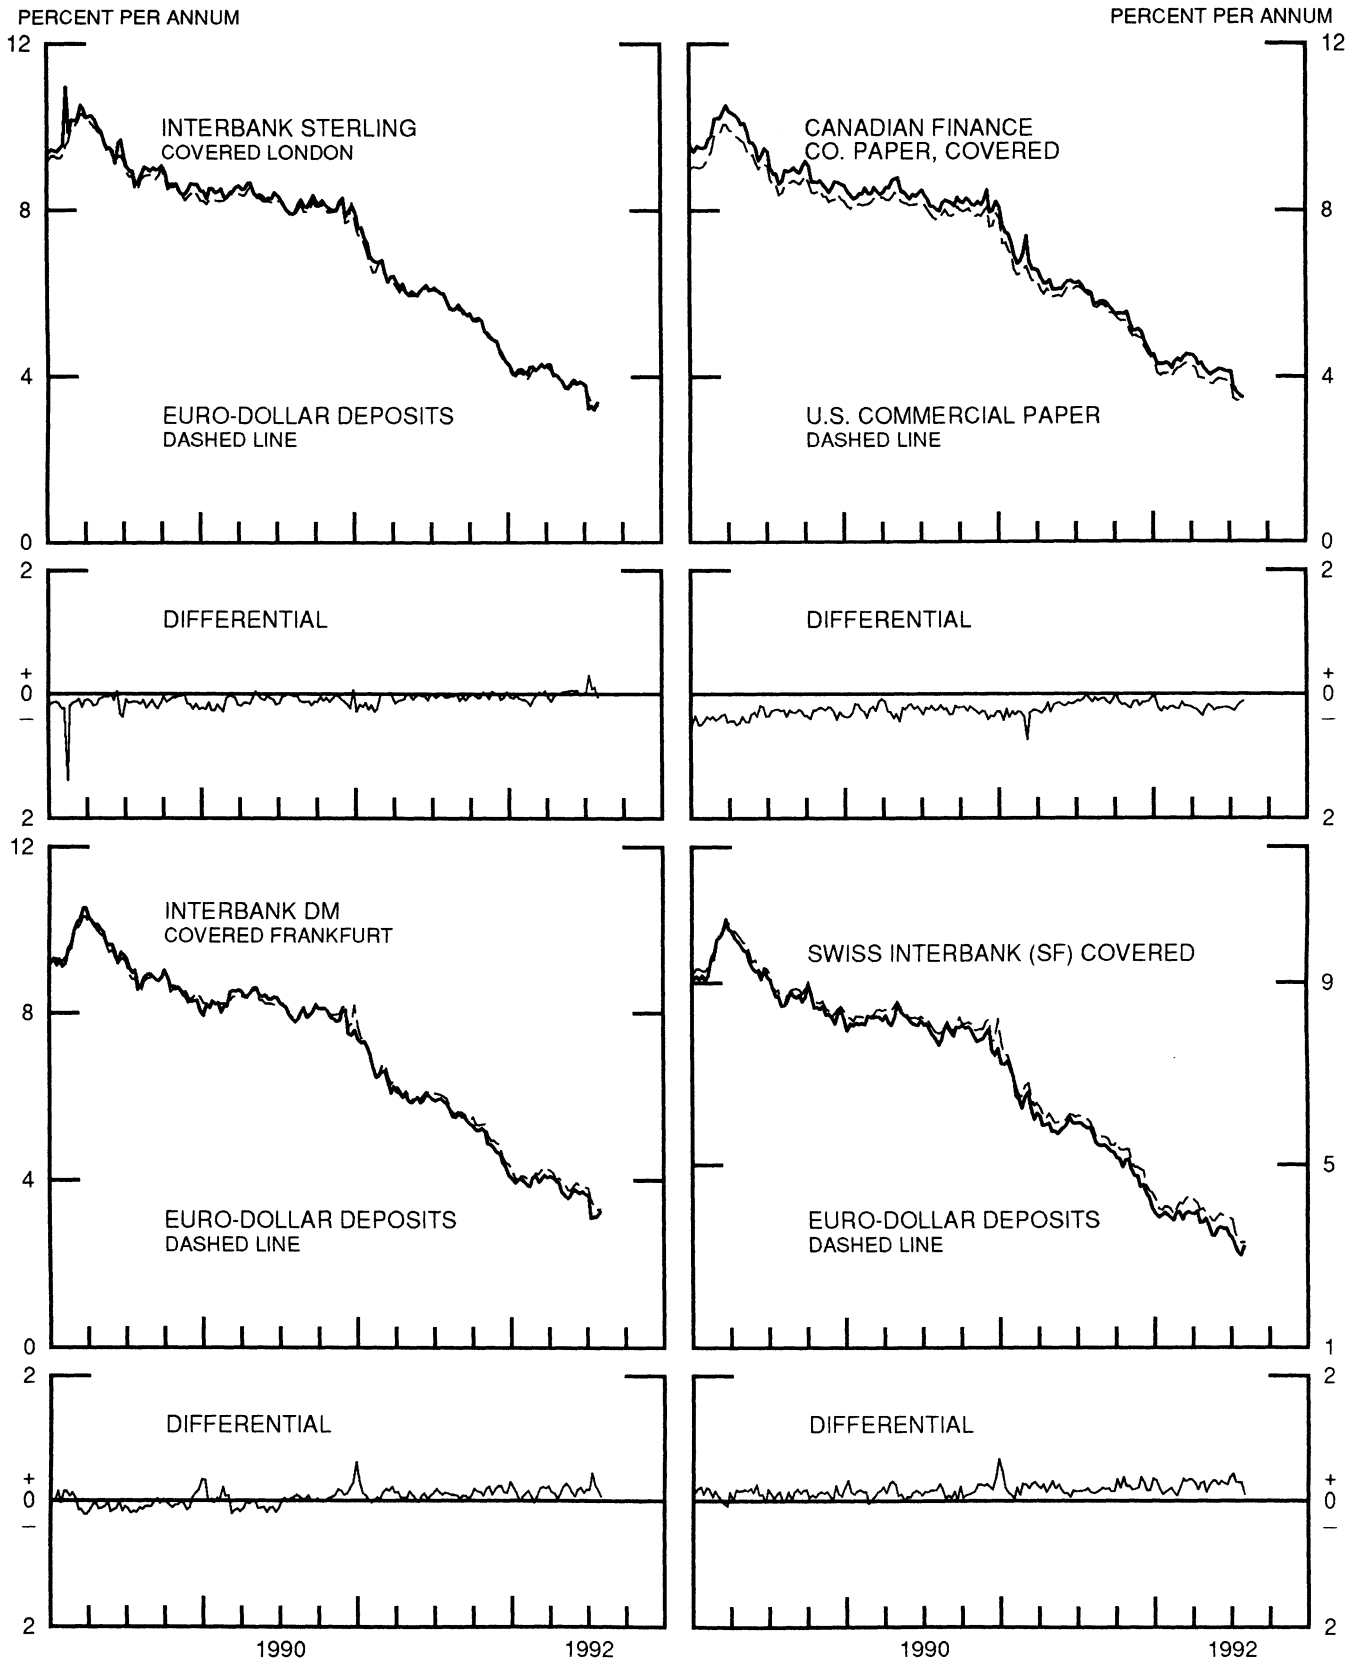 PERCENT PER ANNUM
PERCENT PER ANNUM
12
12
INTERBANK STERLING
COVERED LONDON
CANADIAN FINANCE
CO. PAPER, COVERED
8
8
4
4
EURO-DOLLAR DEPOSITS
DASHED LINE
U.S. COMMERCIAL PAPER
DASHED LINE
0
0
2
2
DIFFERENTIAL
DIFFERENTIAL
+
0
–
+
0
–
2
2
12
INTERBANK DM
COVERED FRANKFURT
SWISS INTERBANK (SF) COVERED
9
8
4
5
EURO-DOLLAR DEPOSITS
DASHED LINE
EURO-DOLLAR DEPOSITS
DASHED LINE
0
1
2
2
DIFFERENTIAL
DIFFERENTIAL
+
0
–
+
0
–
2
2
1990
1992
1990
1992